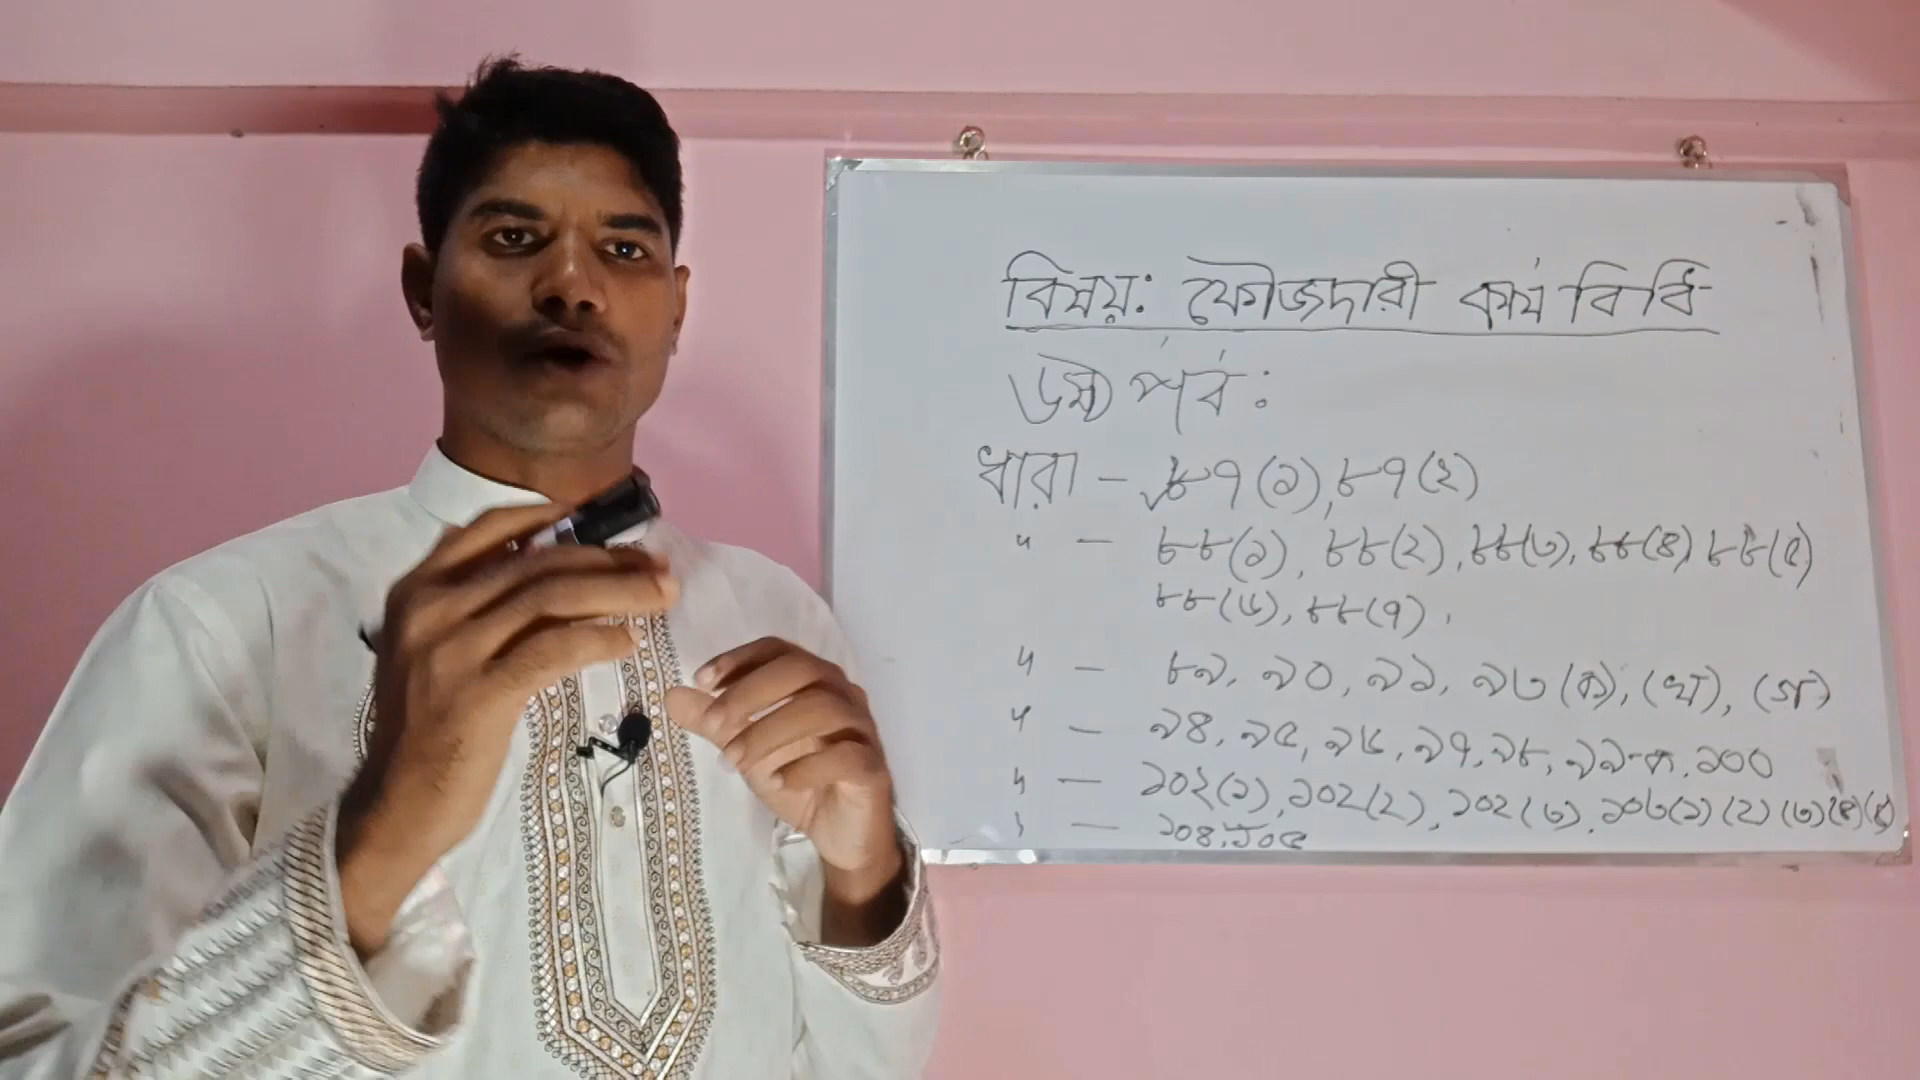 বিষয়: ফৌজদারী কার্যবিধি
৬ষ্ঠ পর্ব:
ধারা - ৮৭(১), ৮৭(২)
" - ৮৮(১), ৮৮(২), ৮৮(৩), ৮৮(৪) ৮৮(৫)
৮৮(৬), ৮৮(৭).
" - ৮৯, ৯০, ৯১, ৯৩(ক), (খ), (গ)
" - ৯৪, ৯৫, ৯৬, ৯৭, ৯৮, ৯৯-ক, ১০০
" - ১০২(১), ১০২(২), ১০২(৩), ১০৩(১)(২)(৩)(৪)(৫)
" - ১০৪, ১০৫